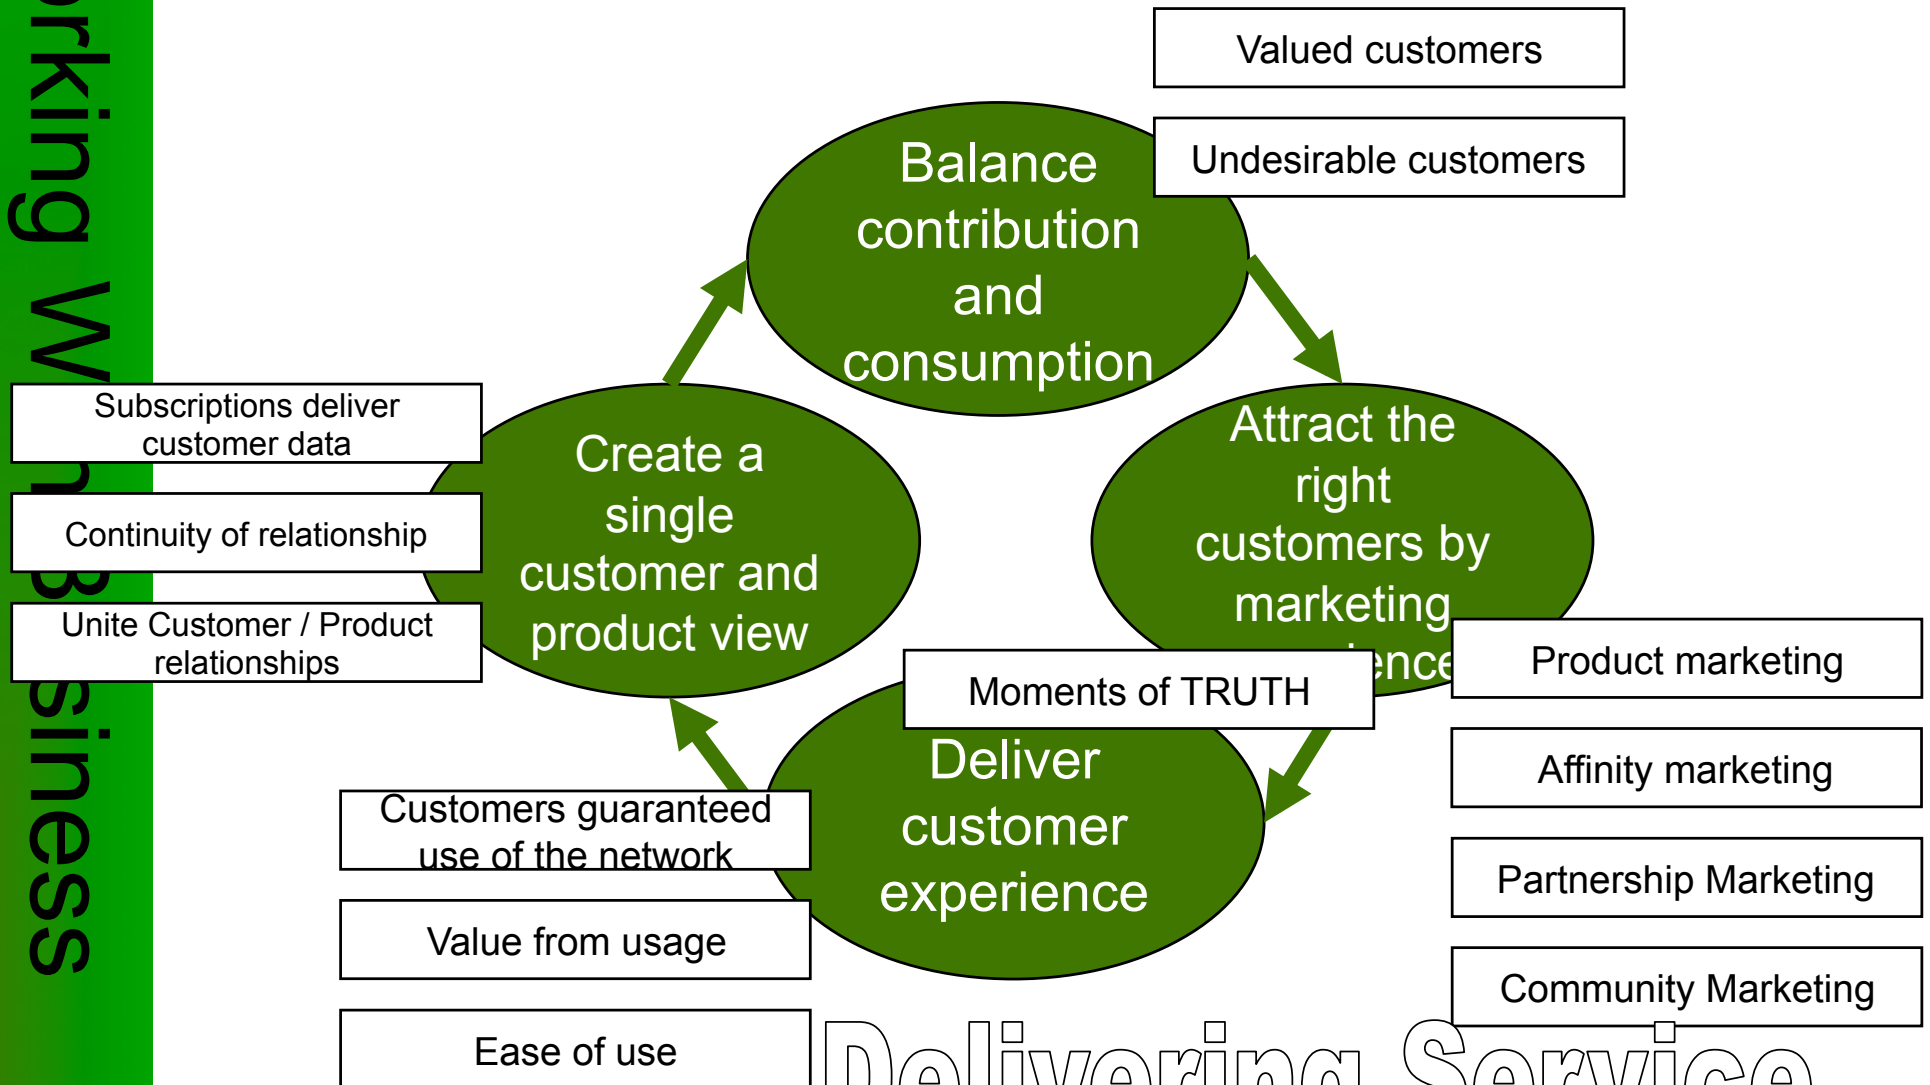 Valued customers
Undesirable customers
Balance
contribution
and
consumption
Subscriptions deliver
customer data
Continuity of relationship
Unite Customer / Product
relationships
Create a
single
customer and
product view
Attract the
right
customers by
marketing
Product marketing
Affinity marketing
Partnership Marketing
Community Marketing
Moments of TRUTH
Deliver
customer
experience
Customers guaranteed
use of the network
Value from usage
Ease of use
Delivering Service